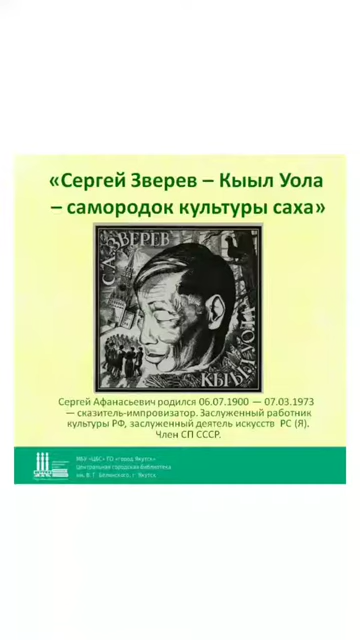 «Сергей Зверев – Кыыл Уола
– самородок культуры саха»
С.А. ЗВЕРЕВ
КЫЫЛ УОЛА
Сергей Афанасьевич родился 06.07.1900 — 07.03.1973
— сказитель-импровизатор. Заслуженный работник
культуры РФ, заслуженный деятель искусств РС (Я).
Член СП СССР.
МБУ «ЦБС» ГО «город Якутск»
Центральная городская библиотека
им. В. Г. Белинского, г. Якутск